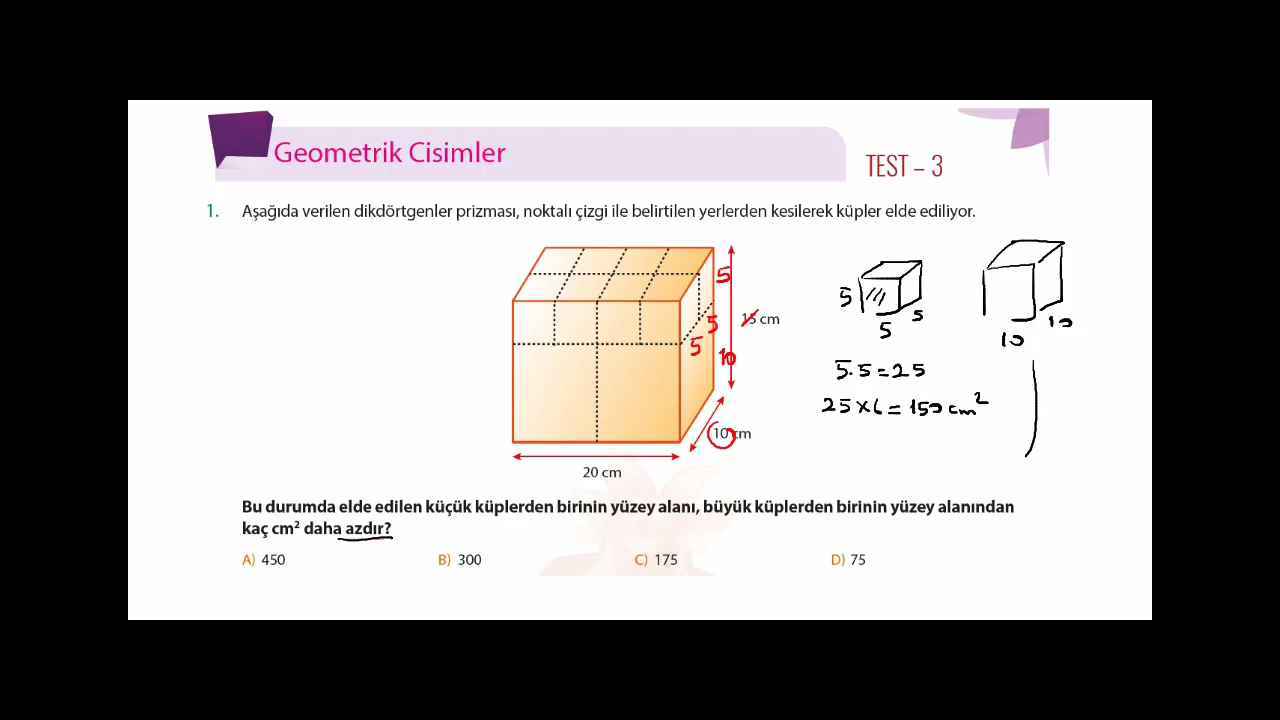 Geometrik Cisimler
TEST – 3
1. Aşağıda verilen dikdörtgenler prizması, noktalı çizgi ile belirtilen yerlerden kesilerek küpler elde ediliyor.
5
15 cm
5
5
10
10 cm
20 cm
5
5
5
10
10
5.5=25
25×6=150 cm²
Bu durumda elde edilen küçük küplerden birinin yüzey alanı, büyük küplerden birinin yüzey alanından
kaç cm² daha azdır?
A) 450 B) 300 C) 175 D) 75